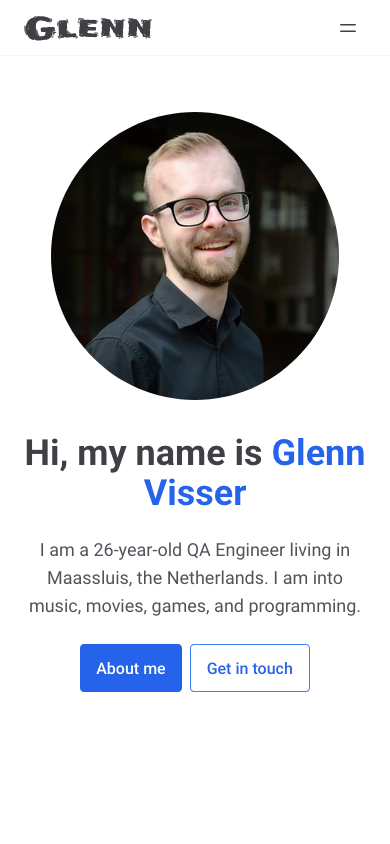 GLENN
Hi, my name is Glenn
Visser
I am a 26-year-old QA Engineer living in
Maassluis, the Netherlands. I am into
music, movies, games, and programming.
About me
Get in touch